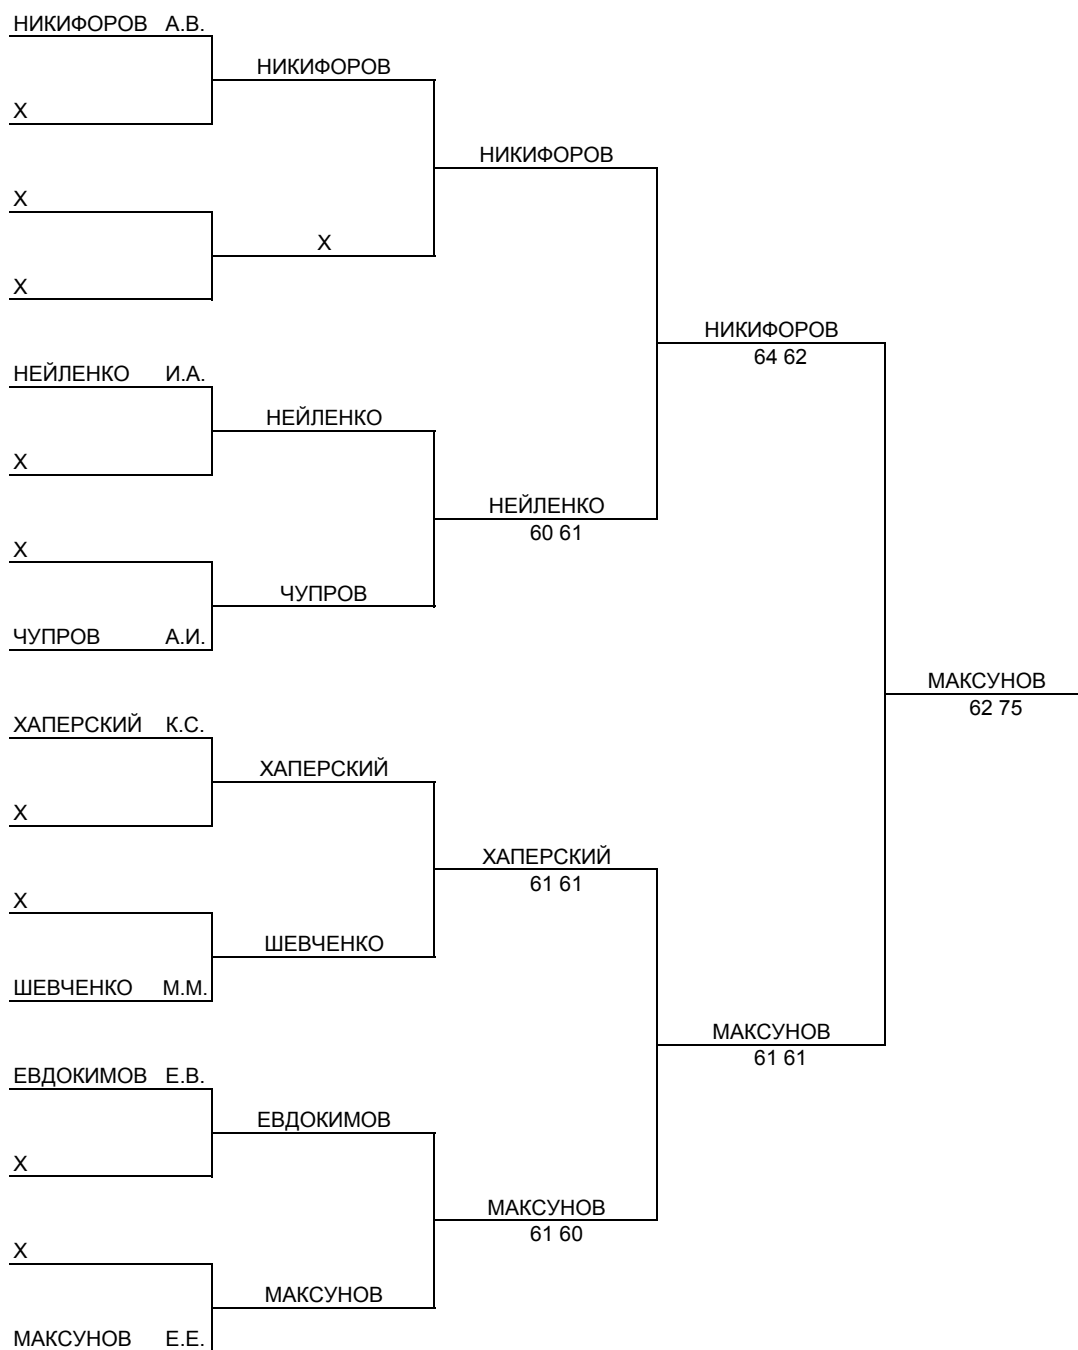 НИКИФОРОВ А.В.
НИКИФОРОВ
X
НИКИФОРОВ
X
X
X
НИКИФОРОВ
64 62
НЕЙЛЕНКО И.А.
НЕЙЛЕНКО
X
НЕЙЛЕНКО
60 61
X
ЧУПРОВ
ЧУПРОВ А.И.
МАКСУНОВ
62 75
ХАПЕРСКИЙ К.С.
ХАПЕРСКИЙ
X
ХАПЕРСКИЙ
61 61
X
ШЕВЧЕНКО
ШЕВЧЕНКО М.М.
МАКСУНОВ
61 61
ЕВДОКИМОВ Е.В.
ЕВДОКИМОВ
X
МАКСУНОВ
61 60
X
МАКСУНОВ
МАКСУНОВ Е.Е.